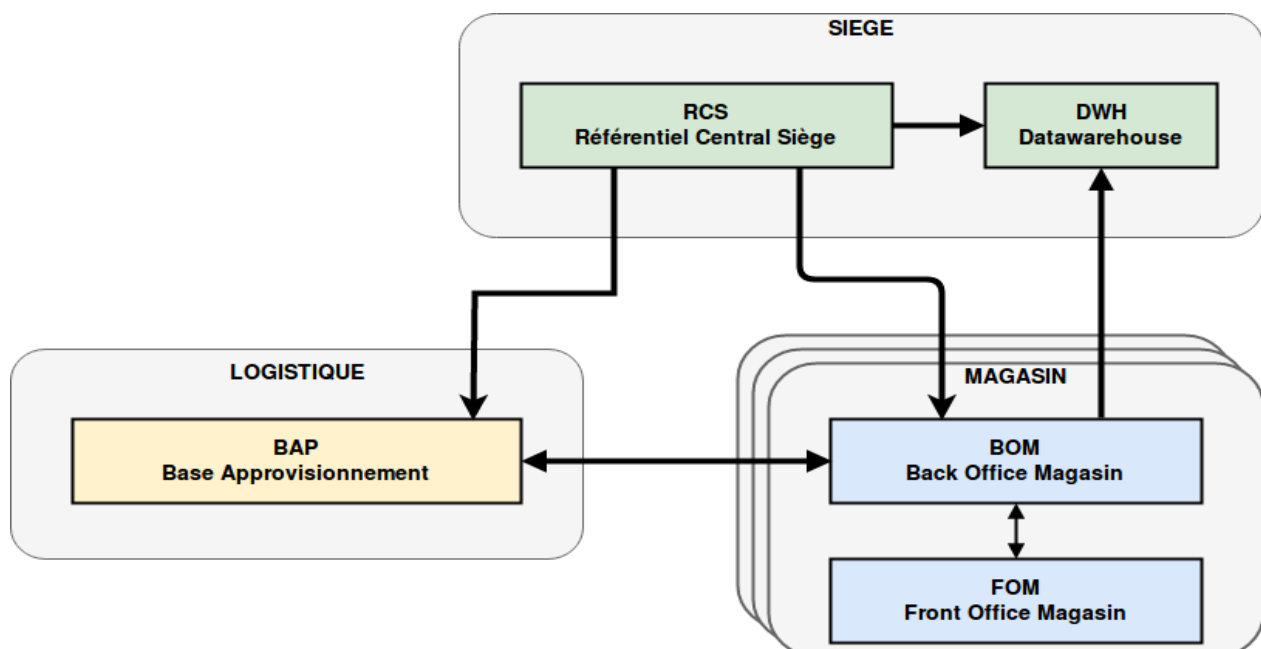 SIEGE
RCS
Référentiel Central Siège
DWH
Datawarehouse
LOGISTIQUE
BAP
Base Approvisionnement
MAGASIN
BOM
Back Office Magasin
FOM
Front Office Magasin